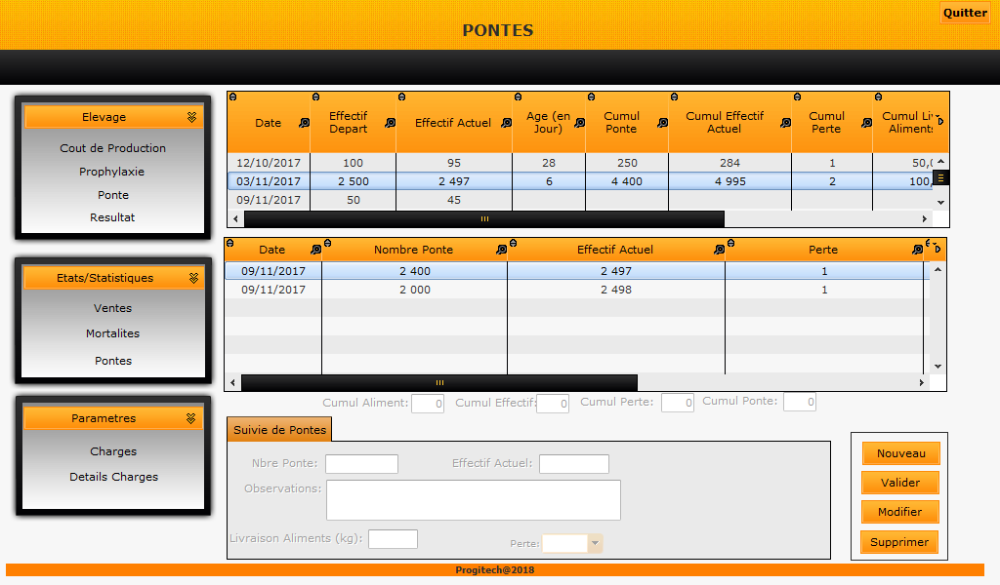 Quitter
PONTES
Elevage
Cout de Production
Prophylaxie
Ponte
Resultat
Etats/Statistiques
Ventes
Mortalites
Pontes
Parametres
Charges
Details Charges
Date Effectif Depart Effectif Actuel Age (en Jour) Cumul Ponte Cumul Effectif Actuel Cumul Perte Cumul Aliments
12/10/2017 100 95 28 250 284 1 50,
03/11/2017 2 500 2 497 6 4 400 4 995 2 100,
09/11/2017 50 45
Date Nombre Ponte Effectif Actuel Perte
09/11/2017 2 400 2 497 1
09/11/2017 2 000 2 498 1
Cumul Aliment: 0 Cumul Effectif: 0 Cumul Perte: 0 Cumul Ponte: 0
Suivie de Pontes
Nbre Ponte: Effectif Actuel:
Observations:
Livraison Aliments (kg): Perte:
Nouveau
Valider
Modifier
Supprimer
Progitech@2018